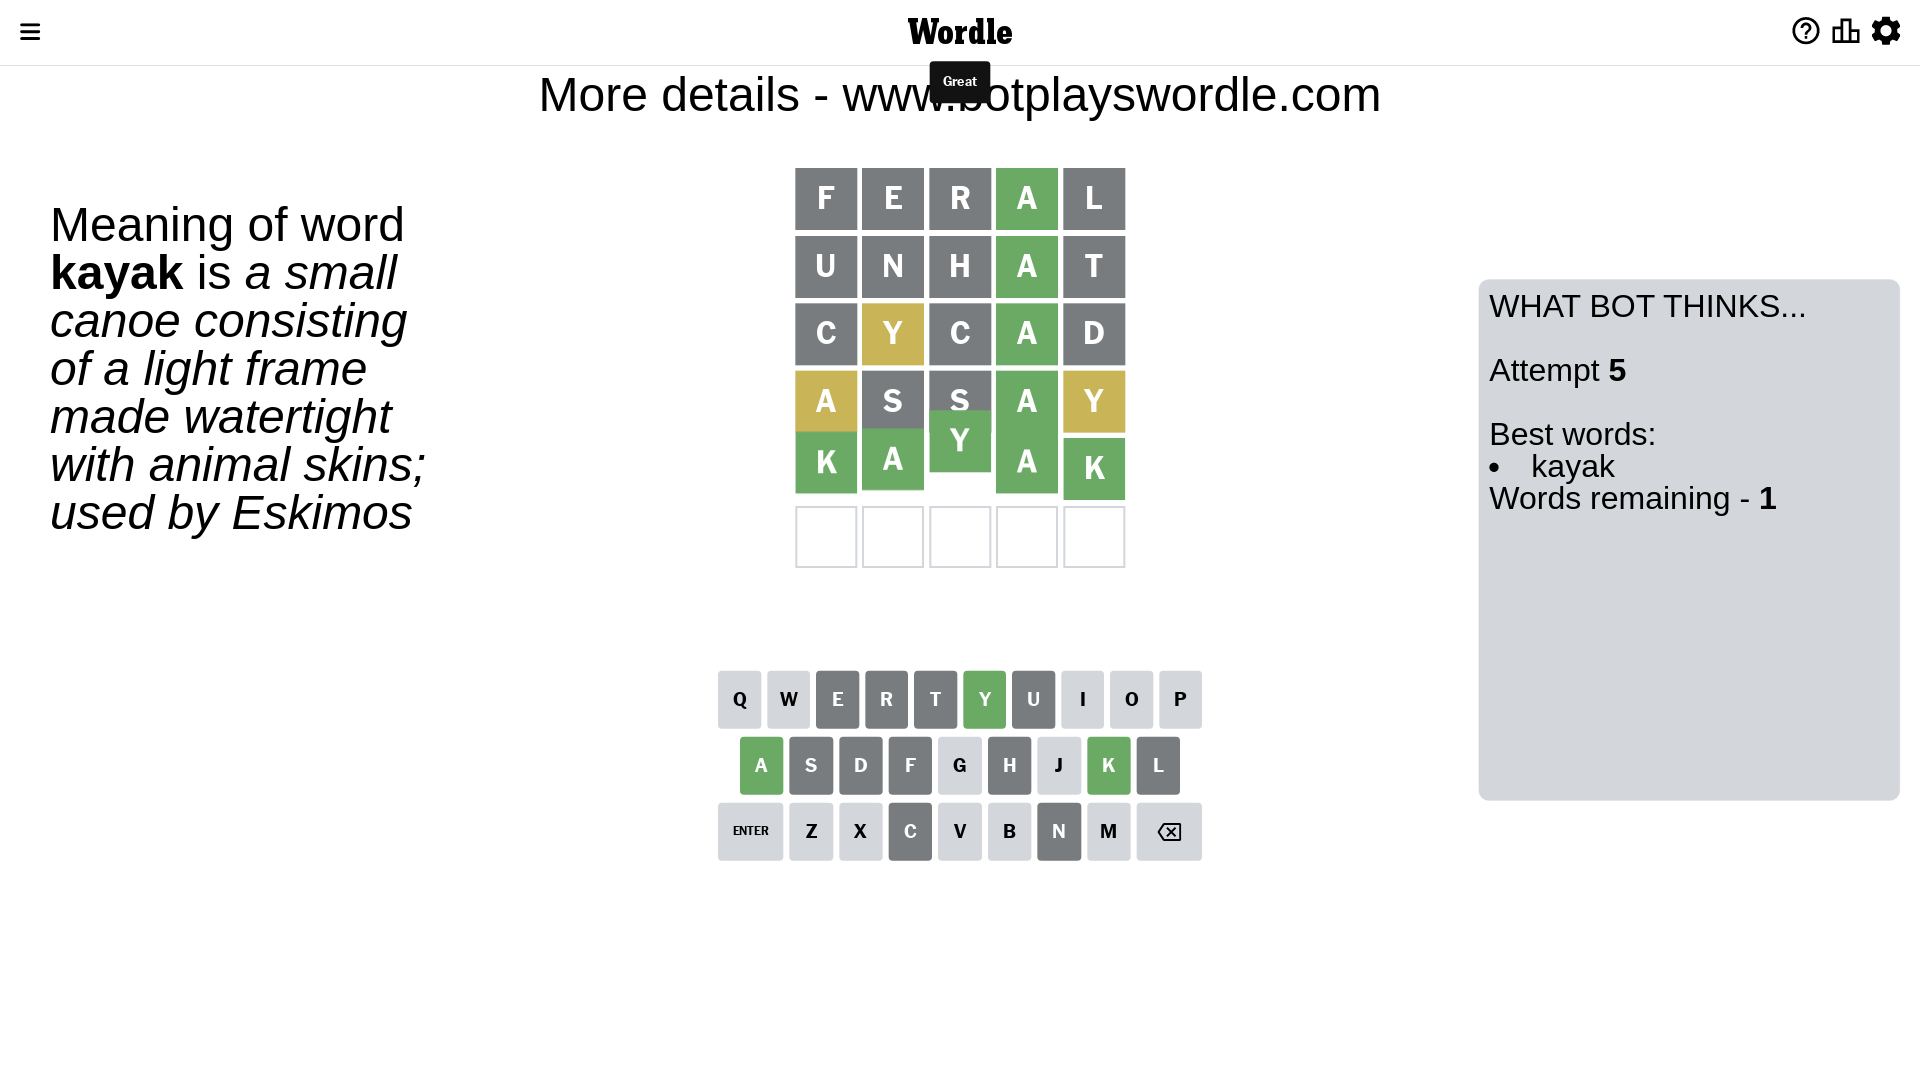 Wordle
Great
More details - www.botplayswordle.com
Meaning of word
kayak is a small
canoe consisting
of a light frame
made watertight
with animal skins;
used by Eskimos
F E R A L
U N H A T
C Y C A D
A S S A Y
K A Y A K
WHAT BOT THINKS...
Attempt 5
Best words:
• kayak
Words remaining - 1
Q W E R T Y U I O P
A S D F G H J K L
ENTER Z X C V B N M